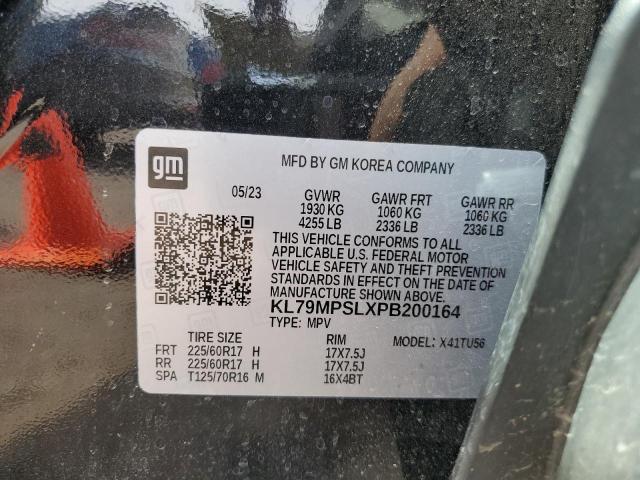 gm
MFD BY GM KOREA COMPANY
05/23 GVWR GAWR FRT GAWR RR
1930 KG 1060 KG 1060 KG
4255 LB 2336 LB 2336 LB
THIS VEHICLE CONFORMS TO ALL
APPLICABLE U.S. FEDERAL MOTOR
VEHICLE SAFETY AND THEFT PREVENTION
STANDARDS IN EFFECT ON THE DATE OF
MANUFACTURE SHOWN ABOVE.
KL79MPSLXPB200164
TYPE: MPV
TIRE SIZE RIM MODEL: X41TU56
FRT 225/60R17 H 17X7.5J
RR 225/60R17 H 17X7.5J
SPA T125/70R16 M 16X4BT